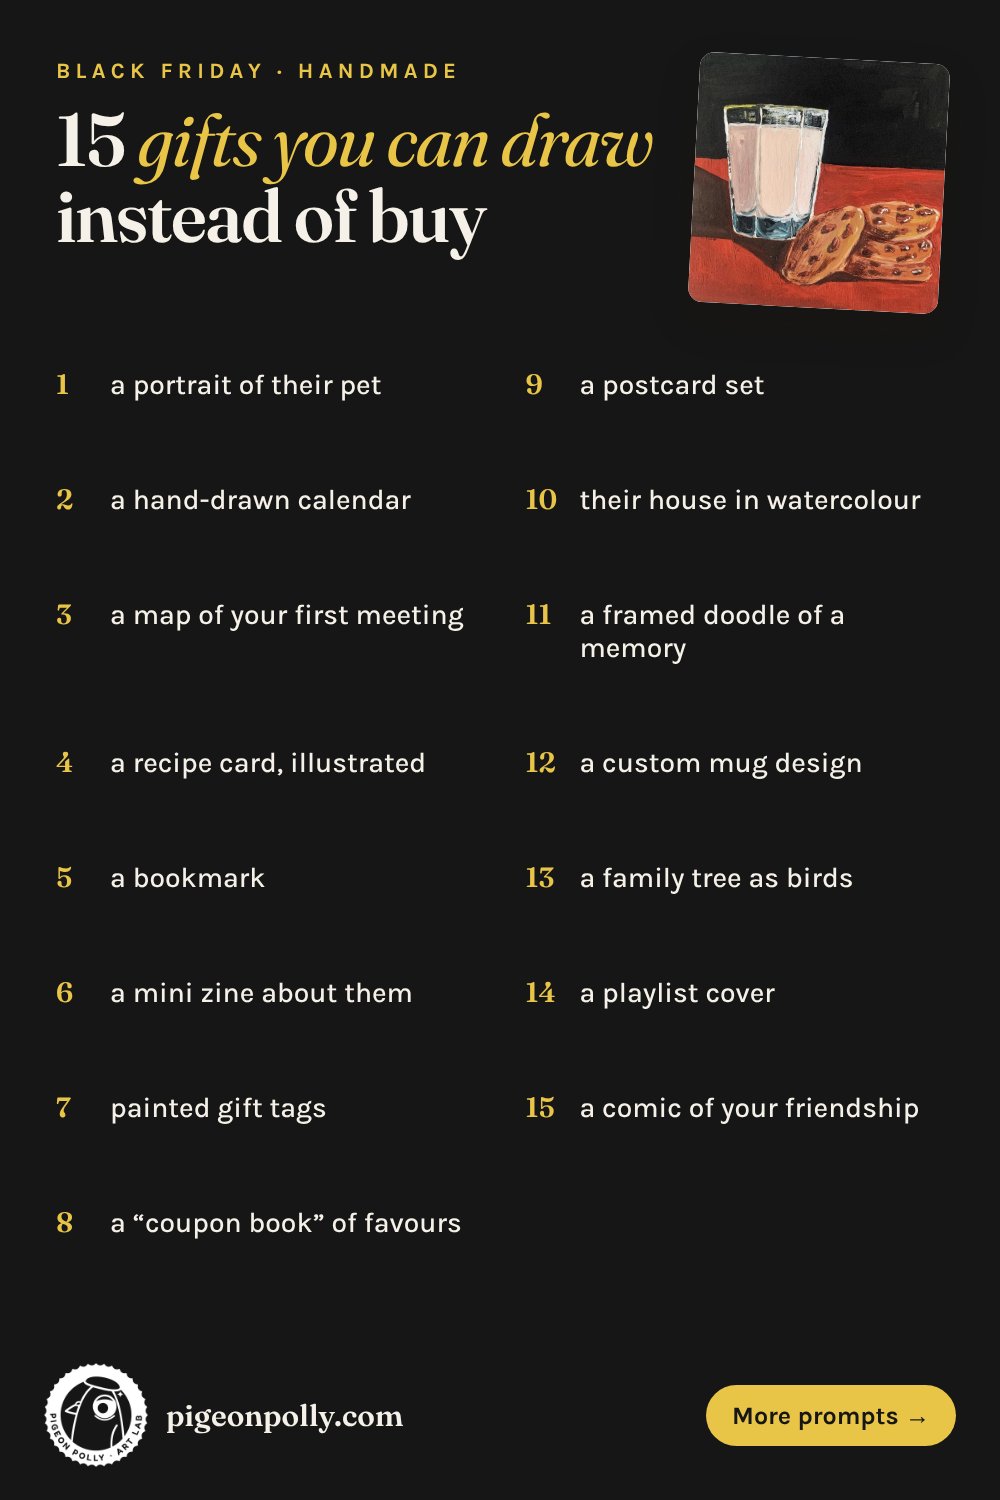 BLACK FRIDAY · HANDMADE
15 gifts you can draw
instead of buy
1 a portrait of their pet
2 a hand-drawn calendar
3 a map of your first meeting
4 a recipe card, illustrated
5 a bookmark
6 a mini zine about them
7 painted gift tags
8 a “coupon book” of favours
9 a postcard set
10 their house in watercolour
11 a framed doodle of a
memory
12 a custom mug design
13 a family tree as birds
14 a playlist cover
15 a comic of your friendship
PIGEON POLLY · ART LAB
pigeonpolly.com
More prompts →